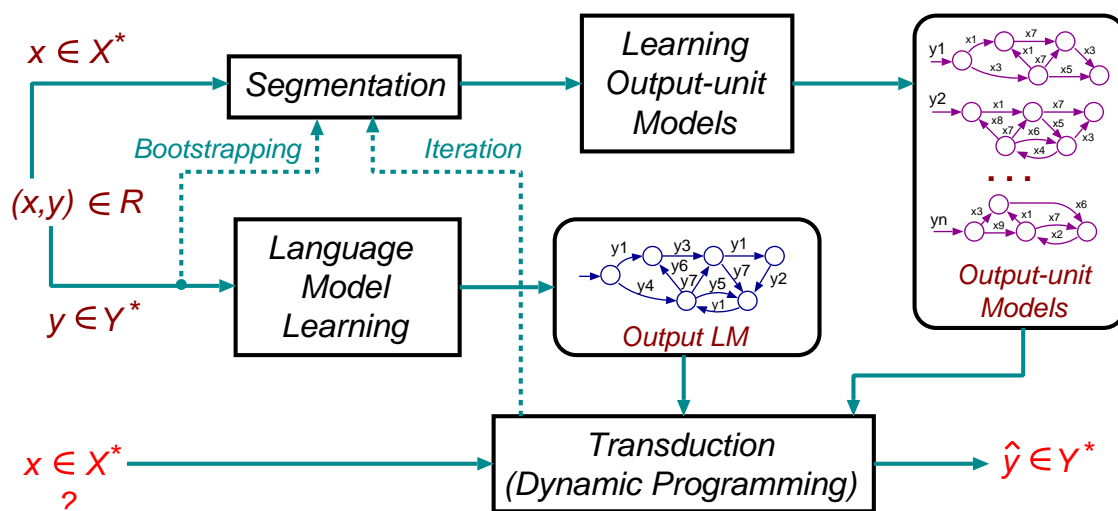 x ∈ X*
Segmentation
Learning
Output-unit
Models
y1
x1
x7
x1
x7
x3
x3
x5
y2
x1
x7
x8
x5
x7
x6
x3
x4
. . .
yn
x3
x6
x1
x7
x9
x2
Output-unit
Models
Bootstrapping
Iteration
(x,y) ∈ R
y ∈ Y*
Language
Model
Learning
y1
y3
y1
y6
y7
y2
y4
y7
y5
y1
Output LM
x ∈ X*
?
Transduction
(Dynamic Programming)
ŷ ∈ Y*